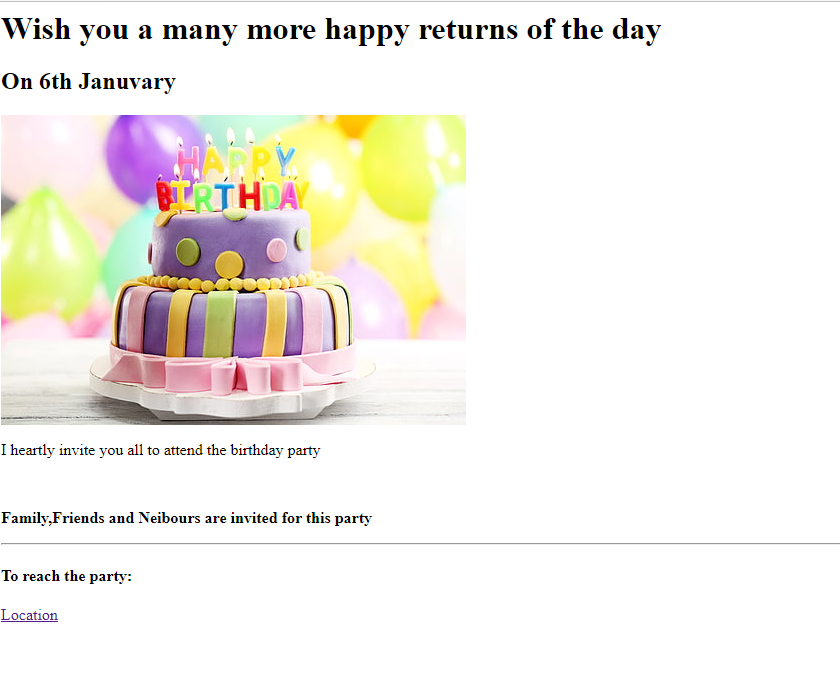 Wish you a many more happy returns of the day
On 6th Januvary
HAPPY
BIRTHDAY
I heartly invite you all to attend the birthday party
Family,Friends and Neibours are invited for this party
To reach the party:
Location